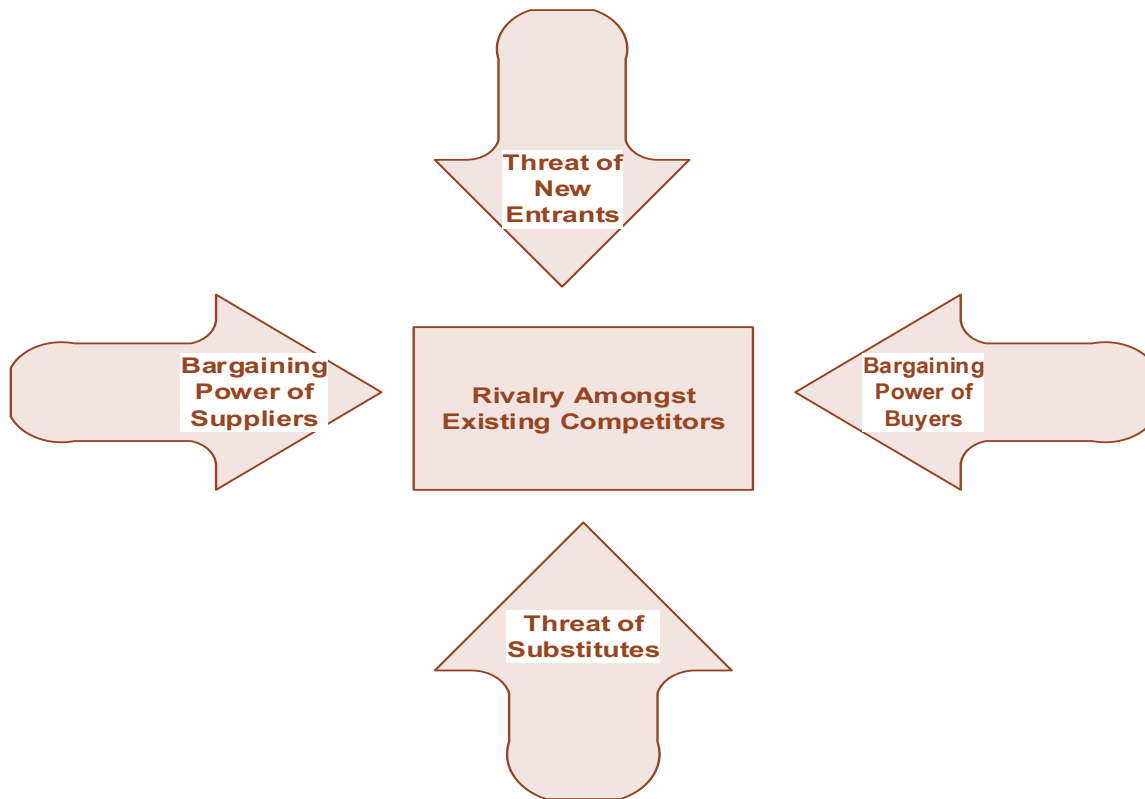 Threat of
New
Entrants
Bargaining
Power of
Suppliers
Rivalry Amongst
Existing Competitors
Bargaining
Power of
Buyers
Threat of
Substitutes